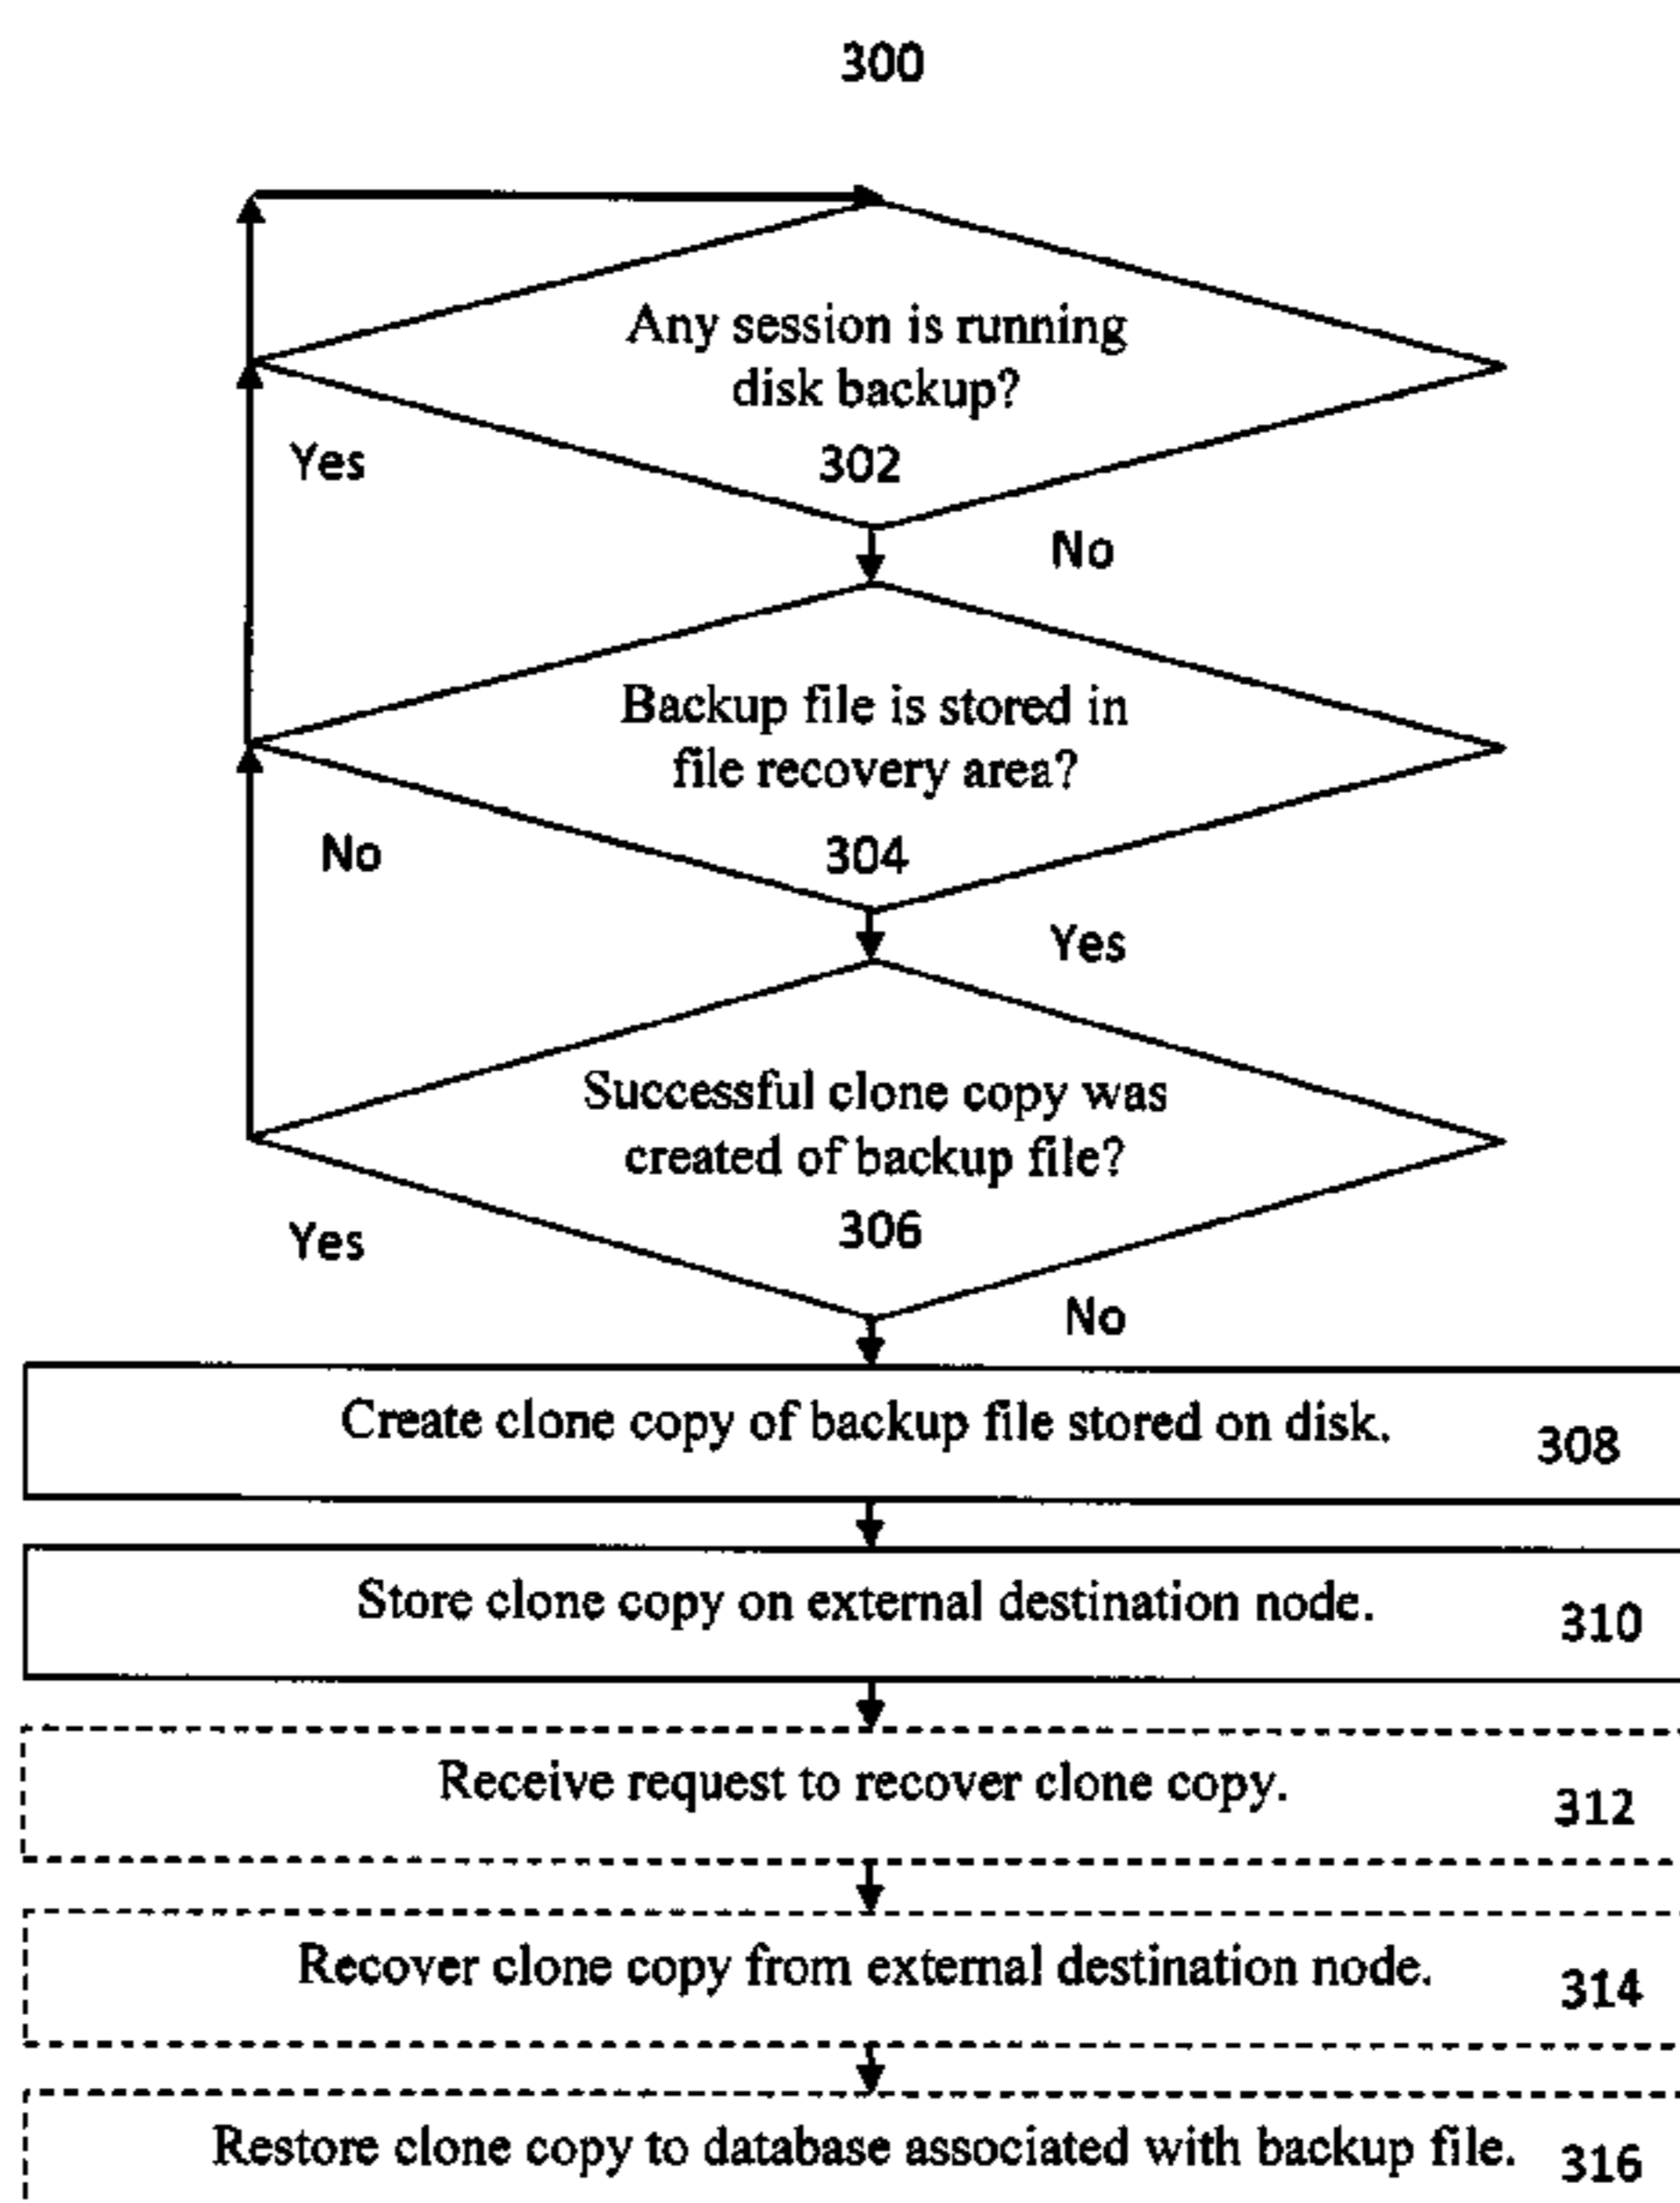 300
Any session is running
disk backup?
302
Yes
No
Backup file is stored in
file recovery area?
304
No
Yes
Successful clone copy was
created of backup file?
306
Yes
No
Create clone copy of backup file stored on disk.
308
Store clone copy on external destination node.
310
Receive request to recover clone copy.
312
Recover clone copy from external destination node.
314
Restore clone copy to database associated with backup file.
316